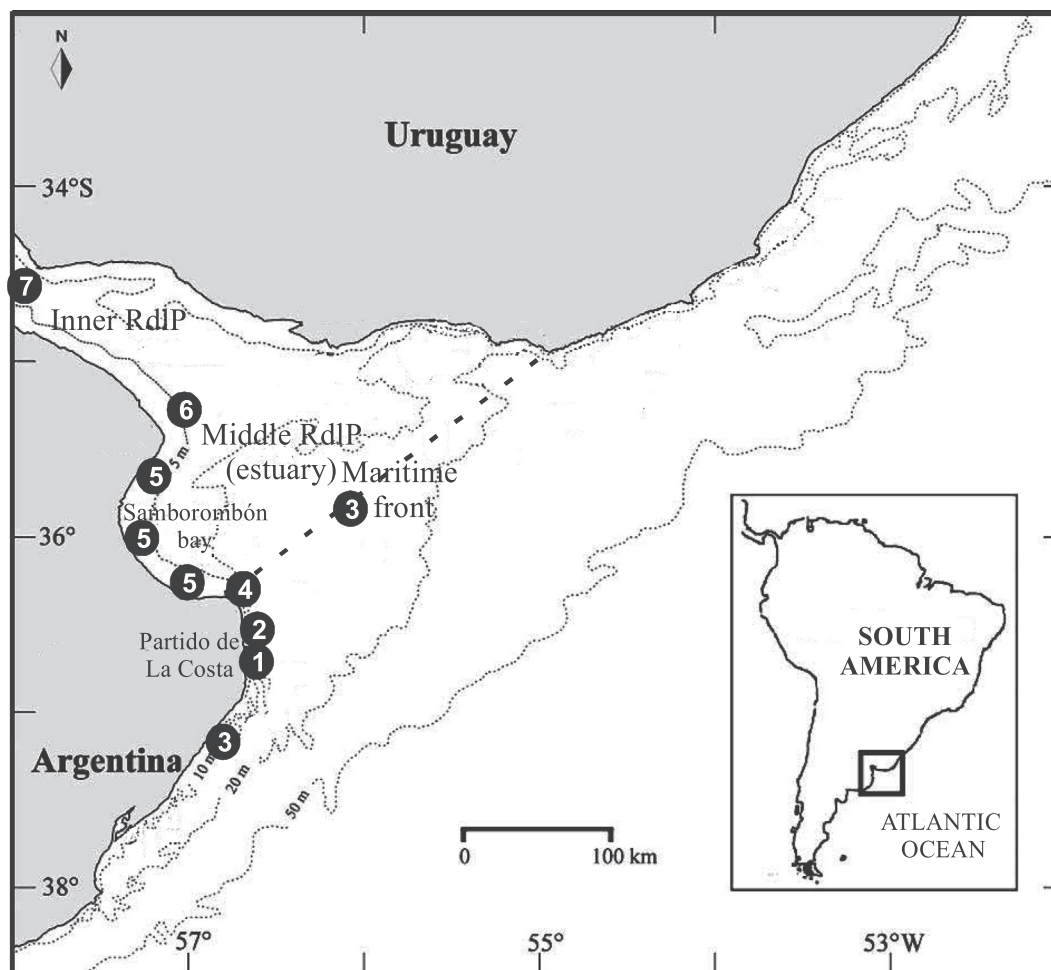 N
Uruguay
34°S
7
Inner RdlP
6
Middle RdlP
(estuary)
5 m
5
Maritime
front
3
Samborombón
bay
5
36°
5
4
2
Partido de
La Costa
1
3
Argentina
10 m
20 m
50 m
0
100 km
SOUTH
AMERICA
ATLANTIC
OCEAN
38°
57°
55°
53°W